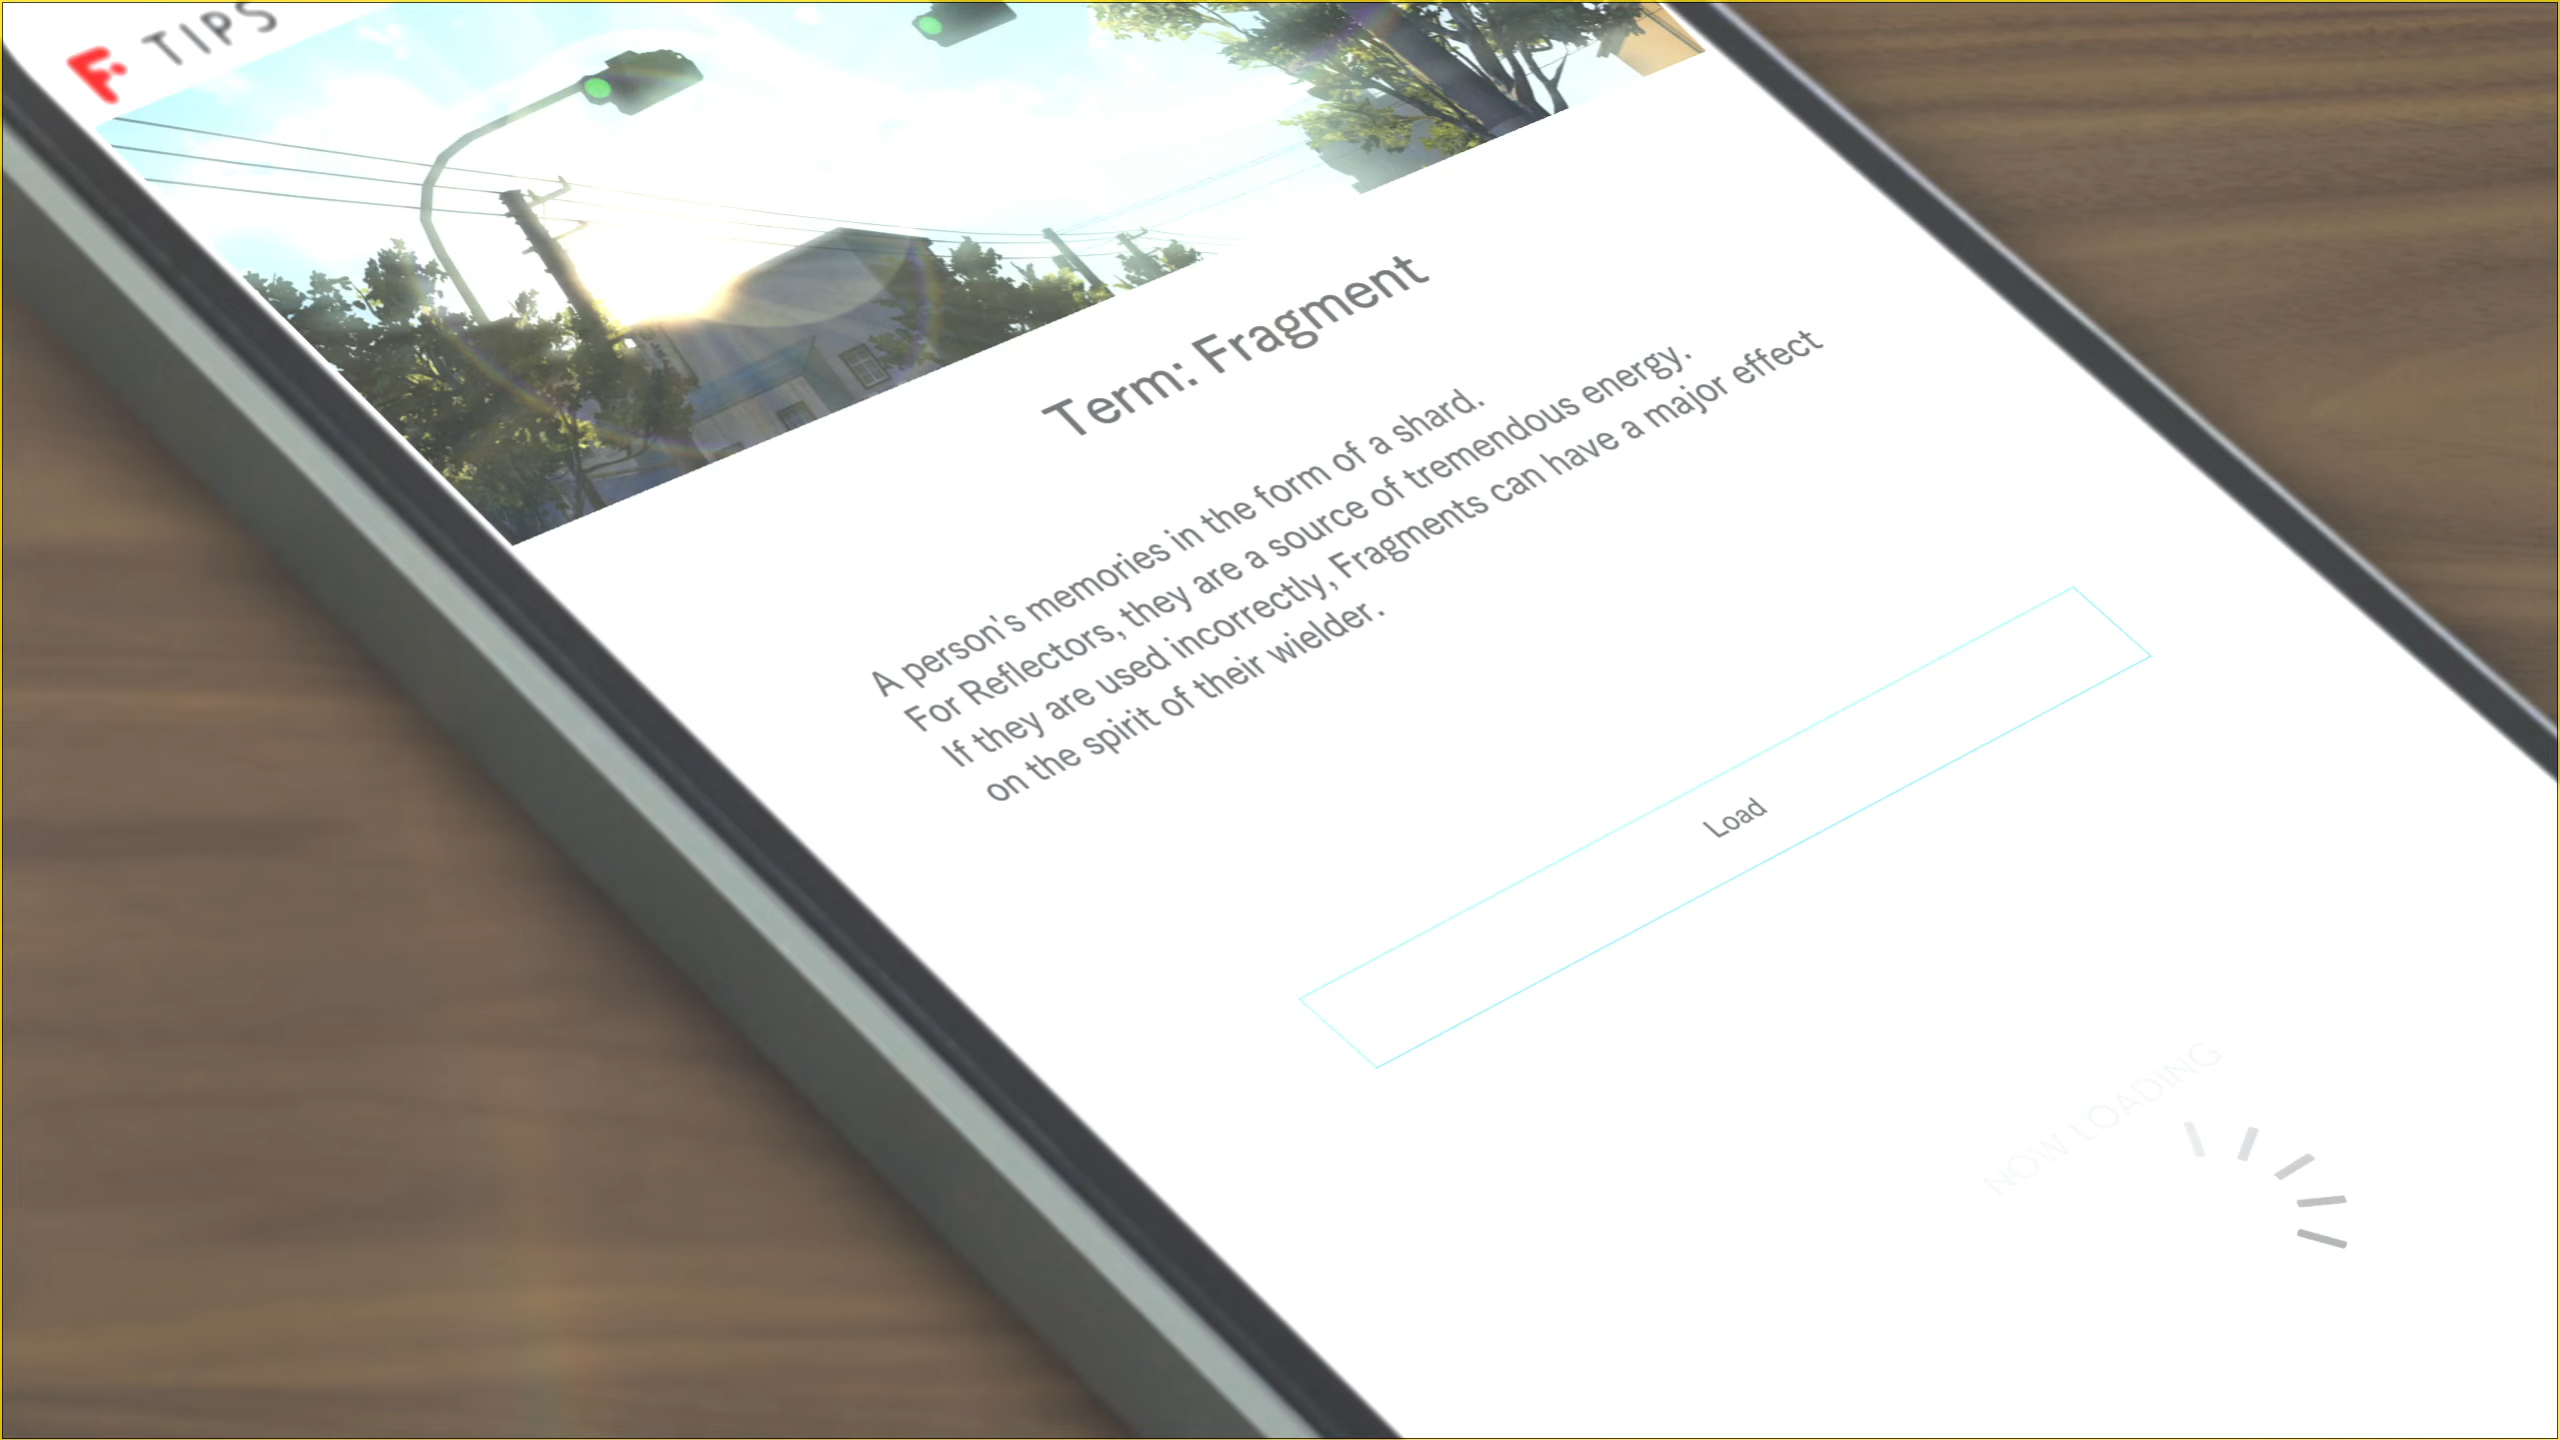 TIPS
Term: Fragment
A person's memories in the form of a shard.
For Reflectors, they are a source of tremendous energy.
If they are used incorrectly, Fragments can have a major effect
on the spirit of their wielder.
Load
NOW LOADING